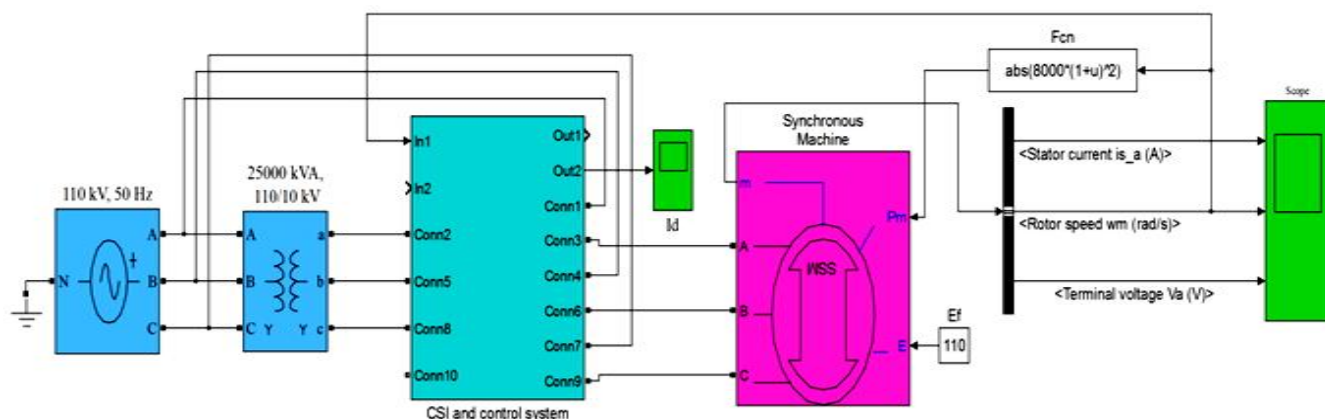 110 kV, 50 Hz
N
A
B
C
25000 kVA,
110/10 kV
A
B
C
Y
Y
a
b
c
In1
In2
Conn2
Conn5
Conn8
Conn10
Out1
Out2
Conn1
Conn3
Conn4
Conn6
Conn7
Conn9
CSI and control system
Id
Synchronous
Machine
m
A
B
C
SSM
Pm
E
Ef
110
Fcn
abs(8000*(1+u)^2)
<Stator current is_a (A)>
<Rotor speed wm (rad/s)>
<Terminal voltage Va (V)>
Scope